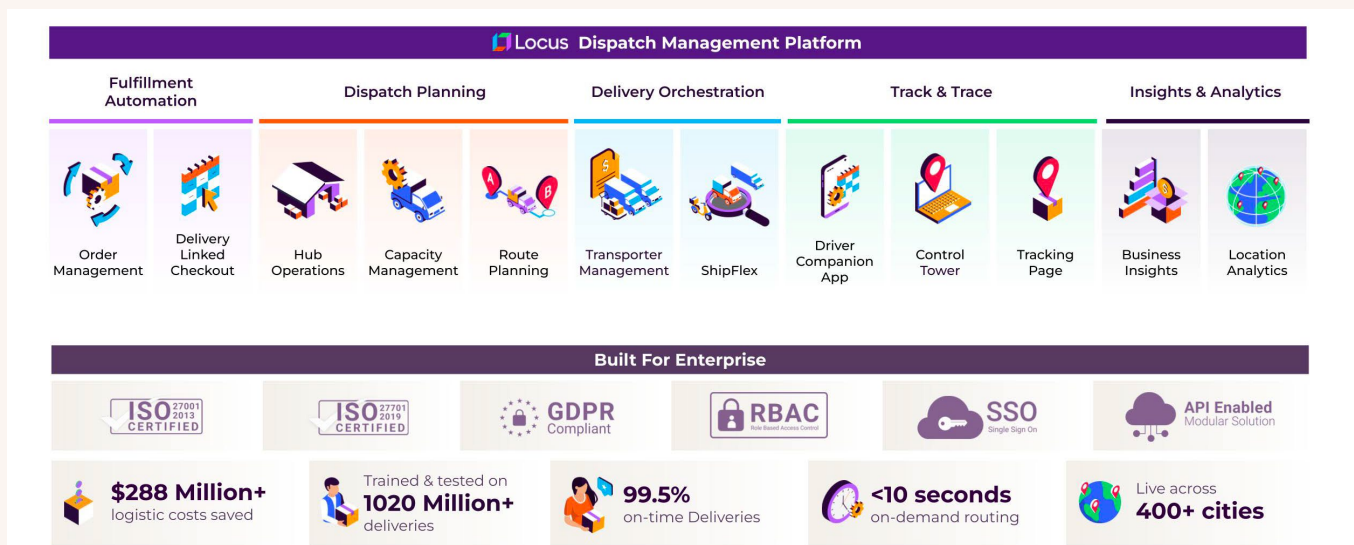 Locus Dispatch Management Platform
Fulfillment
Automation
Dispatch Planning
Delivery Orchestration
Track & Trace
Insights & Analytics
Order
Management
Delivery
Linked
Checkout
Hub
Operations
Capacity
Management
Route
Planning
Transporter
Management
ShipFlex
Driver
Companion
App
Control
Tower
Tracking
Page
Business
Insights
Location
Analytics
A
B
$
Built For Enterprise
ISO 27001
2013
CERTIFIED
ISO 27701
2019
CERTIFIED
GDPR
Compliant
RBAC
Role Based Access Control
SSO
Single Sign On
API Enabled
Modular Solution
$288 Million+
logistic costs saved
Trained & tested on
1020 Million+
deliveries
99.5%
on-time Deliveries
<10 seconds
on-demand routing
Live across
400+ cities